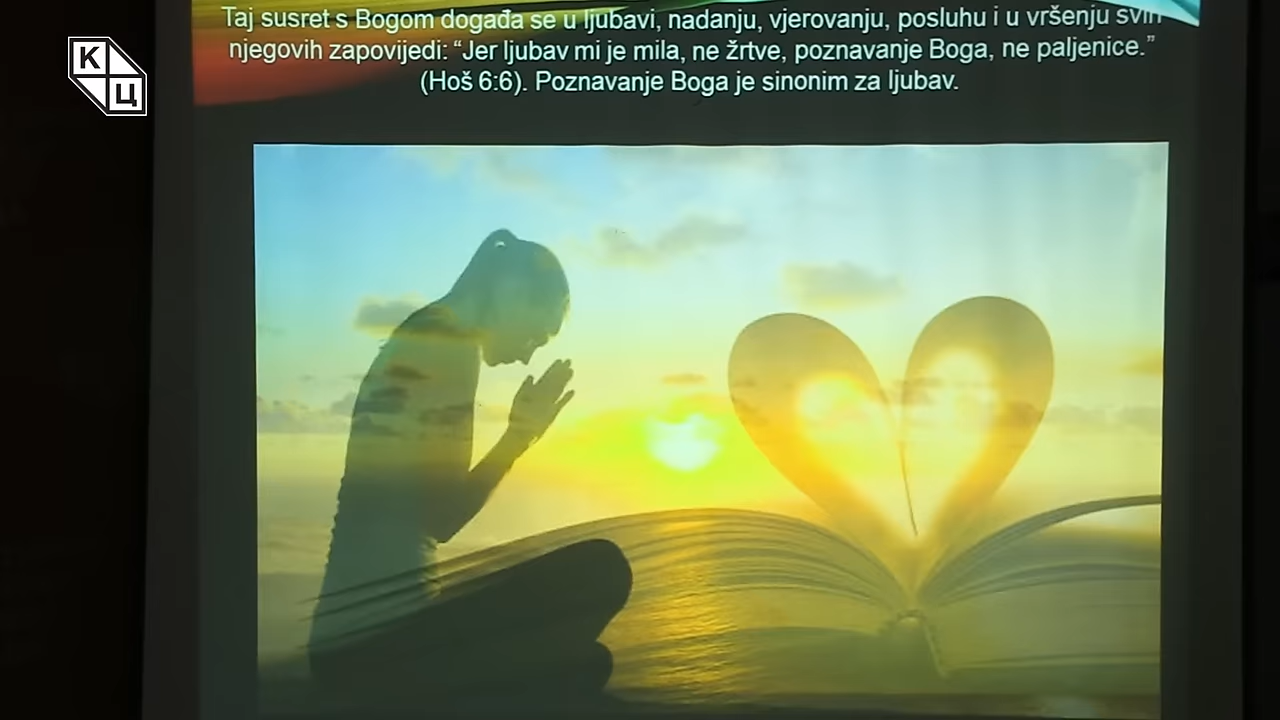 Taj susret s Bogom događa se u ljubavi, nadanju, vjerovanju, posluhu i u vršenju svih
njegovih zapovijedi: “Jer ljubav mi je mila, ne žrtve, poznavanje Boga, ne paljenice.”
(Hoš 6:6). Poznavanje Boga je sinonim za ljubav.
К
Ц